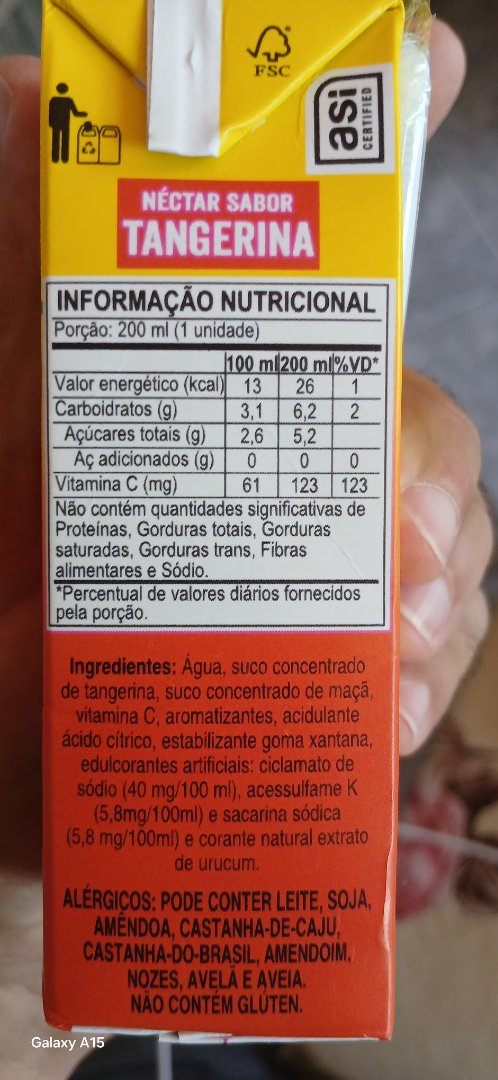 FSC
asi
CERTIFIED
NÉCTAR SABOR
TANGERINA
INFORMAÇÃO NUTRICIONAL
Porção: 200 ml (1 unidade)
100 ml 200 ml %VD*
Valor energético (kcal) 13 26 1
Carboidratos (g) 3,1 6,2 2
Açúcares totais (g) 2,6 5,2
Aç adicionados (g) 0 0 0
Vitamina C (mg) 61 123 123
Não contém quantidades significativas de
Proteínas, Gorduras totais, Gorduras
saturadas, Gorduras trans, Fibras
alimentares e Sódio.
*Percentual de valores diários fornecidos
pela porção.
Ingredientes: Água, suco concentrado
de tangerina, suco concentrado de maçã,
vitamina C, aromatizantes, acidulante
ácido cítrico, estabilizante goma xantana,
edulcorantes artificiais: ciclamato de
sódio (40 mg/100 ml), acessulfame K
(5,8mg/100ml) e sacarina sódica
(5,8 mg/100ml) e corante natural extrato
de urucum.
ALÉRGICOS: PODE CONTER LEITE, SOJA,
AMÊNDOA, CASTANHA-DE-CAJU,
CASTANHA-DO-BRASIL, AMENDOIM,
NOZES, AVELÃ E AVEIA.
NÃO CONTÉM GLÚTEN.
Galaxy A15